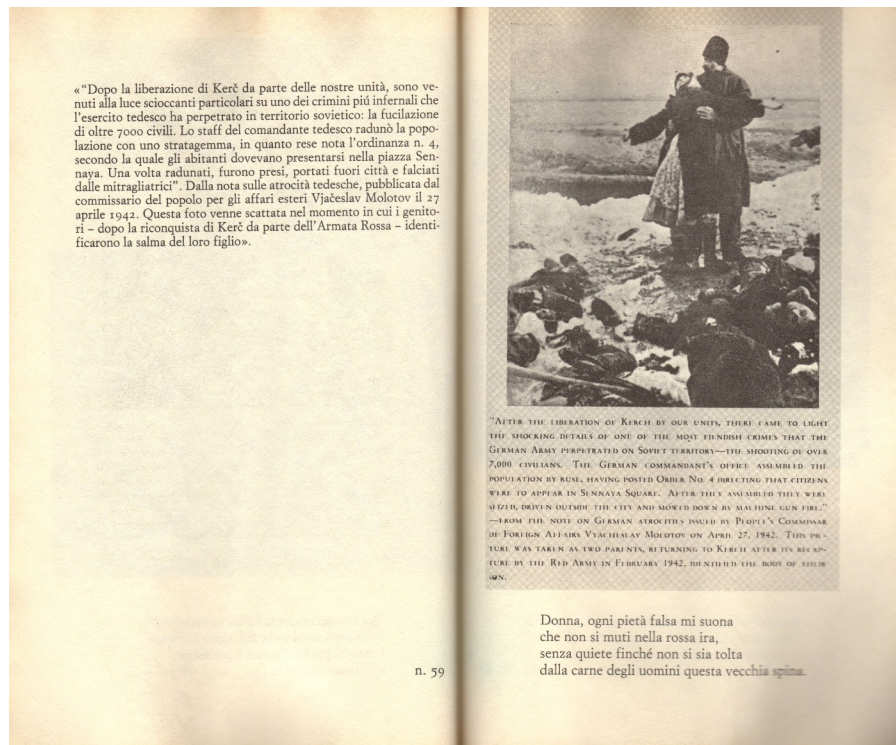 «“Dopo la liberazione di Kerč da parte delle nostre unità, sono ve-
nuti alla luce scioccanti particolari su uno dei crimini piú infernali che
l'esercito tedesco ha perpetrato in territorio sovietico: la fucilazione
di oltre 7000 civili. Lo staff del comandante tedesco radunò la popo-
lazione con uno stratagemma, in quanto rese nota l'ordinanza n. 4,
secondo la quale gli abitanti dovevano presentarsi nella piazza Sen-
naya. Una volta radunati, furono presi, portati fuori città e falciati
dalle mitragliatrici”. Dalla nota sulle atrocità tedesche, pubblicata dal
commissario del popolo per gli affari esteri Vjačeslav Molotov il 27
aprile 1942. Questa foto venne scattata nel momento in cui i genito-
ri – dopo la riconquista di Kerč da parte dell'Armata Rossa – identi-
ficarono la salma del loro figlio».
n. 59
"AFTER THE LIBERATION OF KERCH BY OUR UNITS, THERE CAME TO LIGHT
THE SHOCKING DETAILS OF ONE OF THE MOST FIENDISH CRIMES THAT THE
GERMAN ARMY PERPETRATED ON SOVIET TERRITORY—THE SHOOTING OF OVER
7,000 CIVILIANS. THE GERMAN COMMANDANT'S OFFICE ASSEMBLED THE
POPULATION BY RUSE, HAVING POSTED ORDER NO. 4 DIRECTING THAT CITIZENS
WERE TO APPEAR IN SENNAYA SQUARE. AFTER THEY ASSEMBLED THEY WERE
SEIZED, DRIVEN OUTSIDE THE CITY AND MOWED DOWN BY MACHINE GUN FIRE."
—FROM THE NOTE ON GERMAN ATROCITIES ISSUED BY PEOPLE'S COMMISSAR
OF FOREIGN AFFAIRS VYACHESLAV MOLOTOV ON APRIL 27, 1942. THIS PIC-
TURE WAS TAKEN AS TWO PARENTS, RETURNING TO KERCH AFTER ITS RECAP-
TURE BY THE RED ARMY IN FEBRUARY 1942, IDENTIFIED THE BODY OF THEIR
SON.
Donna, ogni pietà falsa mi suona
che non si muti nella rossa ira,
senza quiete finché non si sia tolta
dalla carne degli uomini questa vecchia spina.